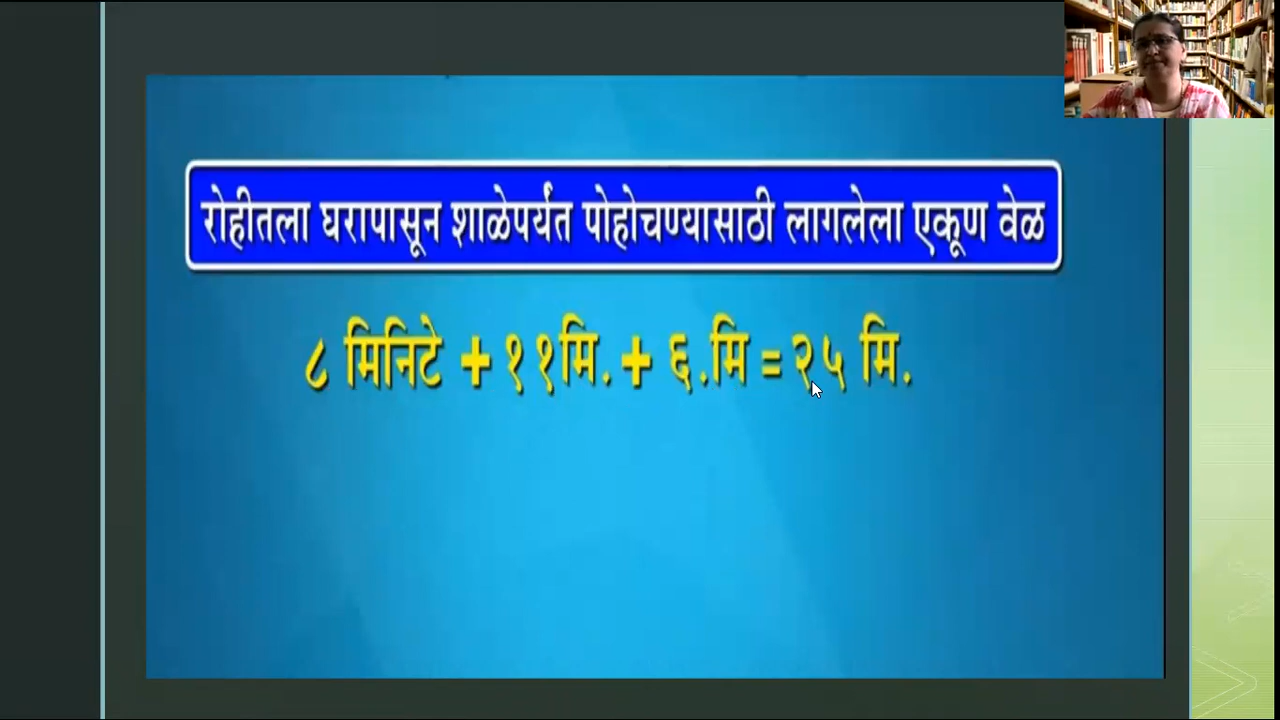 रोहीतला घरापासून शाळेपर्यंत पोहोचण्यासाठी लागलेला एकूण वेळ
८ मिनिटे + ११मि. + ६.मि = २५ मि.